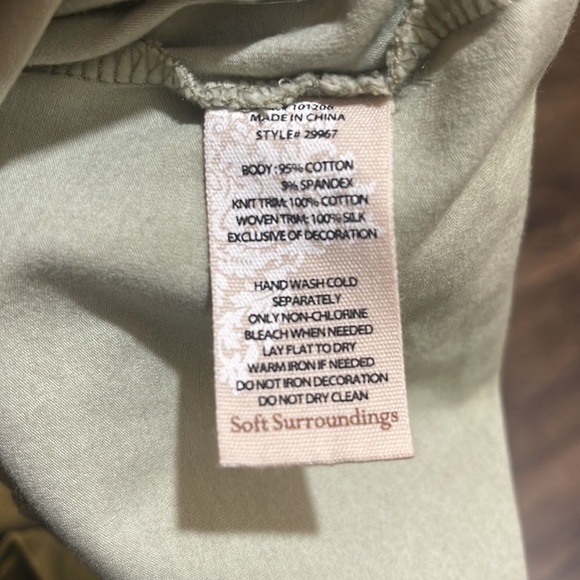 101206
MADE IN CHINA
STYLE# 29967
BODY: 95% COTTON
SPANDEX
KNIT TRIM: 100% COTTON
WOVEN TRIM: 100% SILK
EXCLUSIVE OF DECORATION
HAND WASH COLD
SEPARATELY
ONLY NON-CHLORINE
BLEACH WHEN NEEDED
LAY FLAT TO DRY
WARM IRON IF NEEDED
DO NOT IRON DECORATION
DO NOT DRY CLEAN
Soft Surroundings